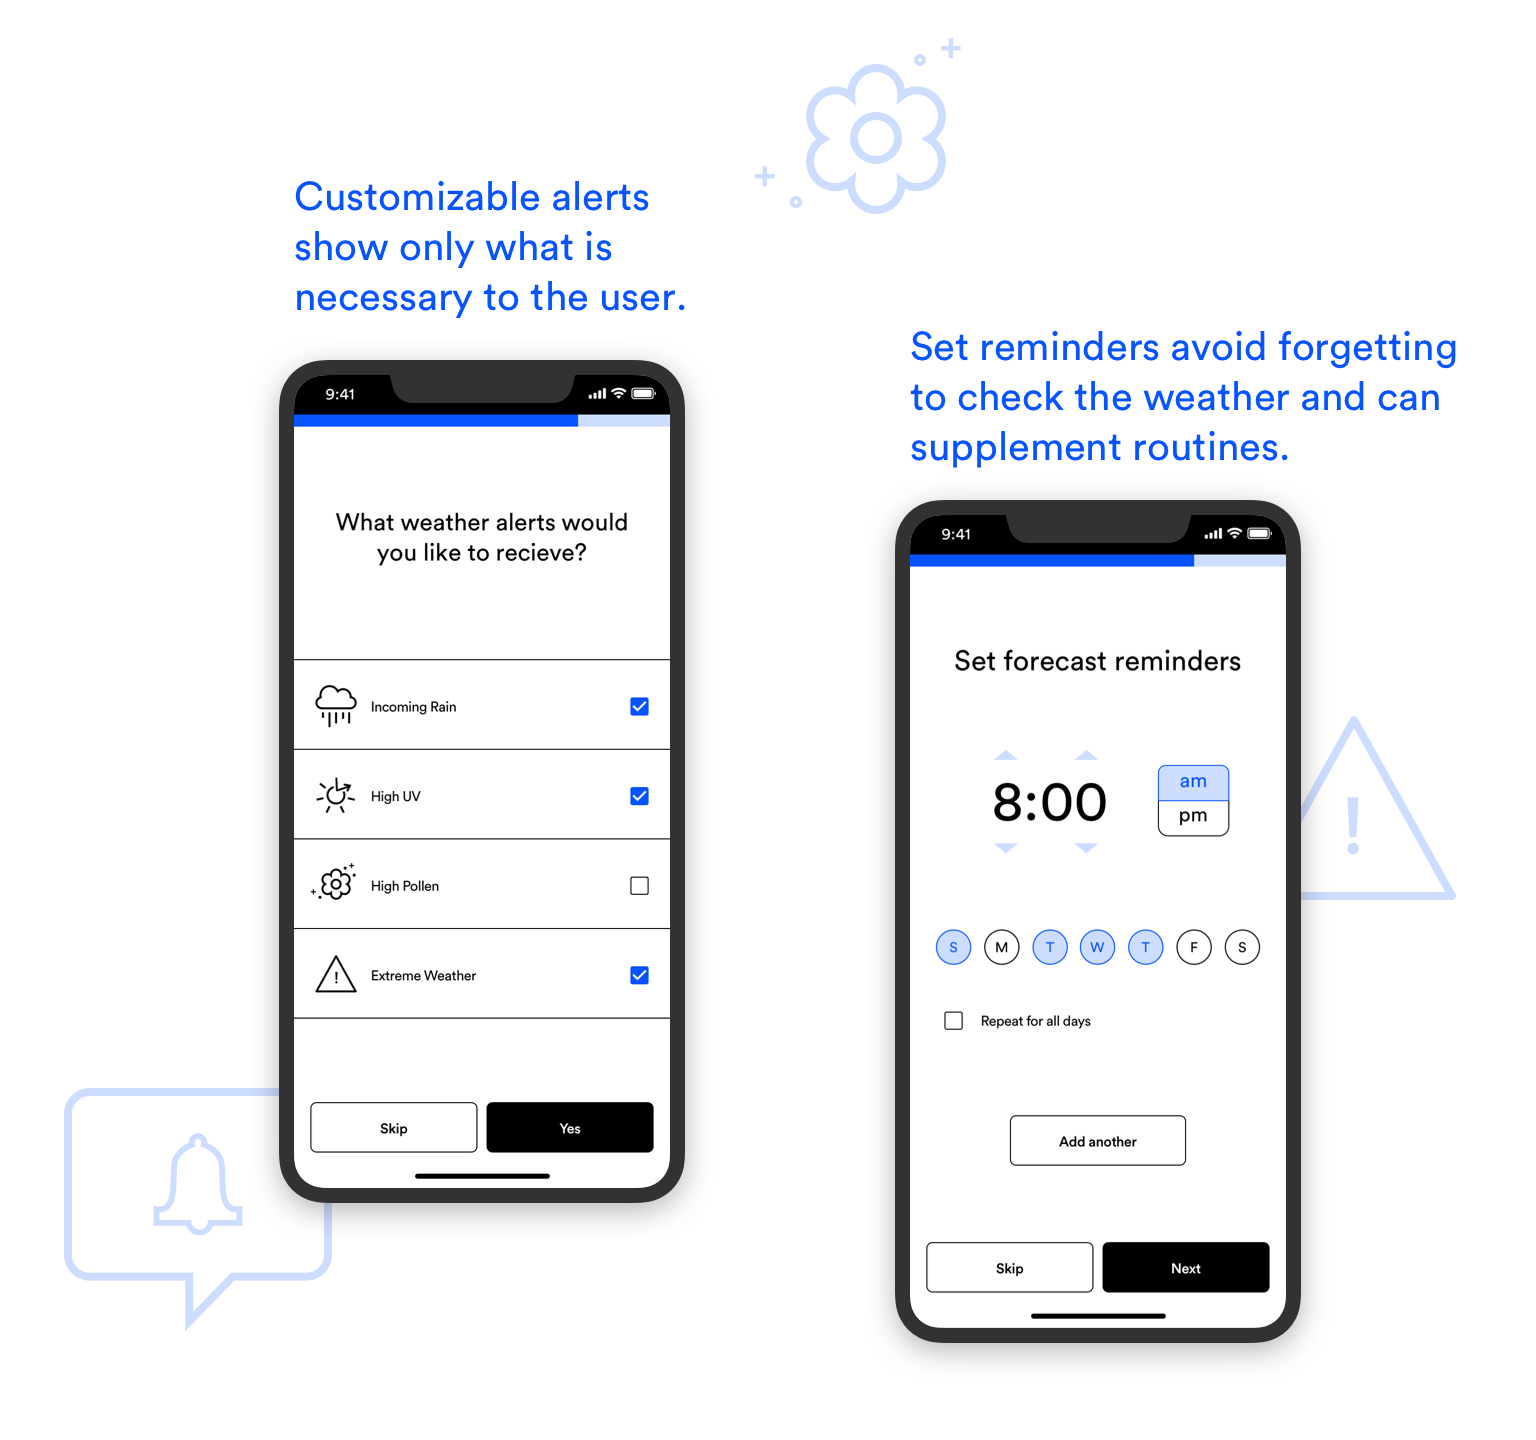 Customizable alerts
show only what is
necessary to the user.
9:41
What weather alerts would
you like to recieve?
Incoming Rain
High UV
High Pollen
!
Extreme Weather
Skip
Yes
Set reminders avoid forgetting
to check the weather and can
supplement routines.
9:41
Set forecast reminders
8:00
am
pm
!
S M T W T F S
Repeat for all days
Add another
Skip
Next